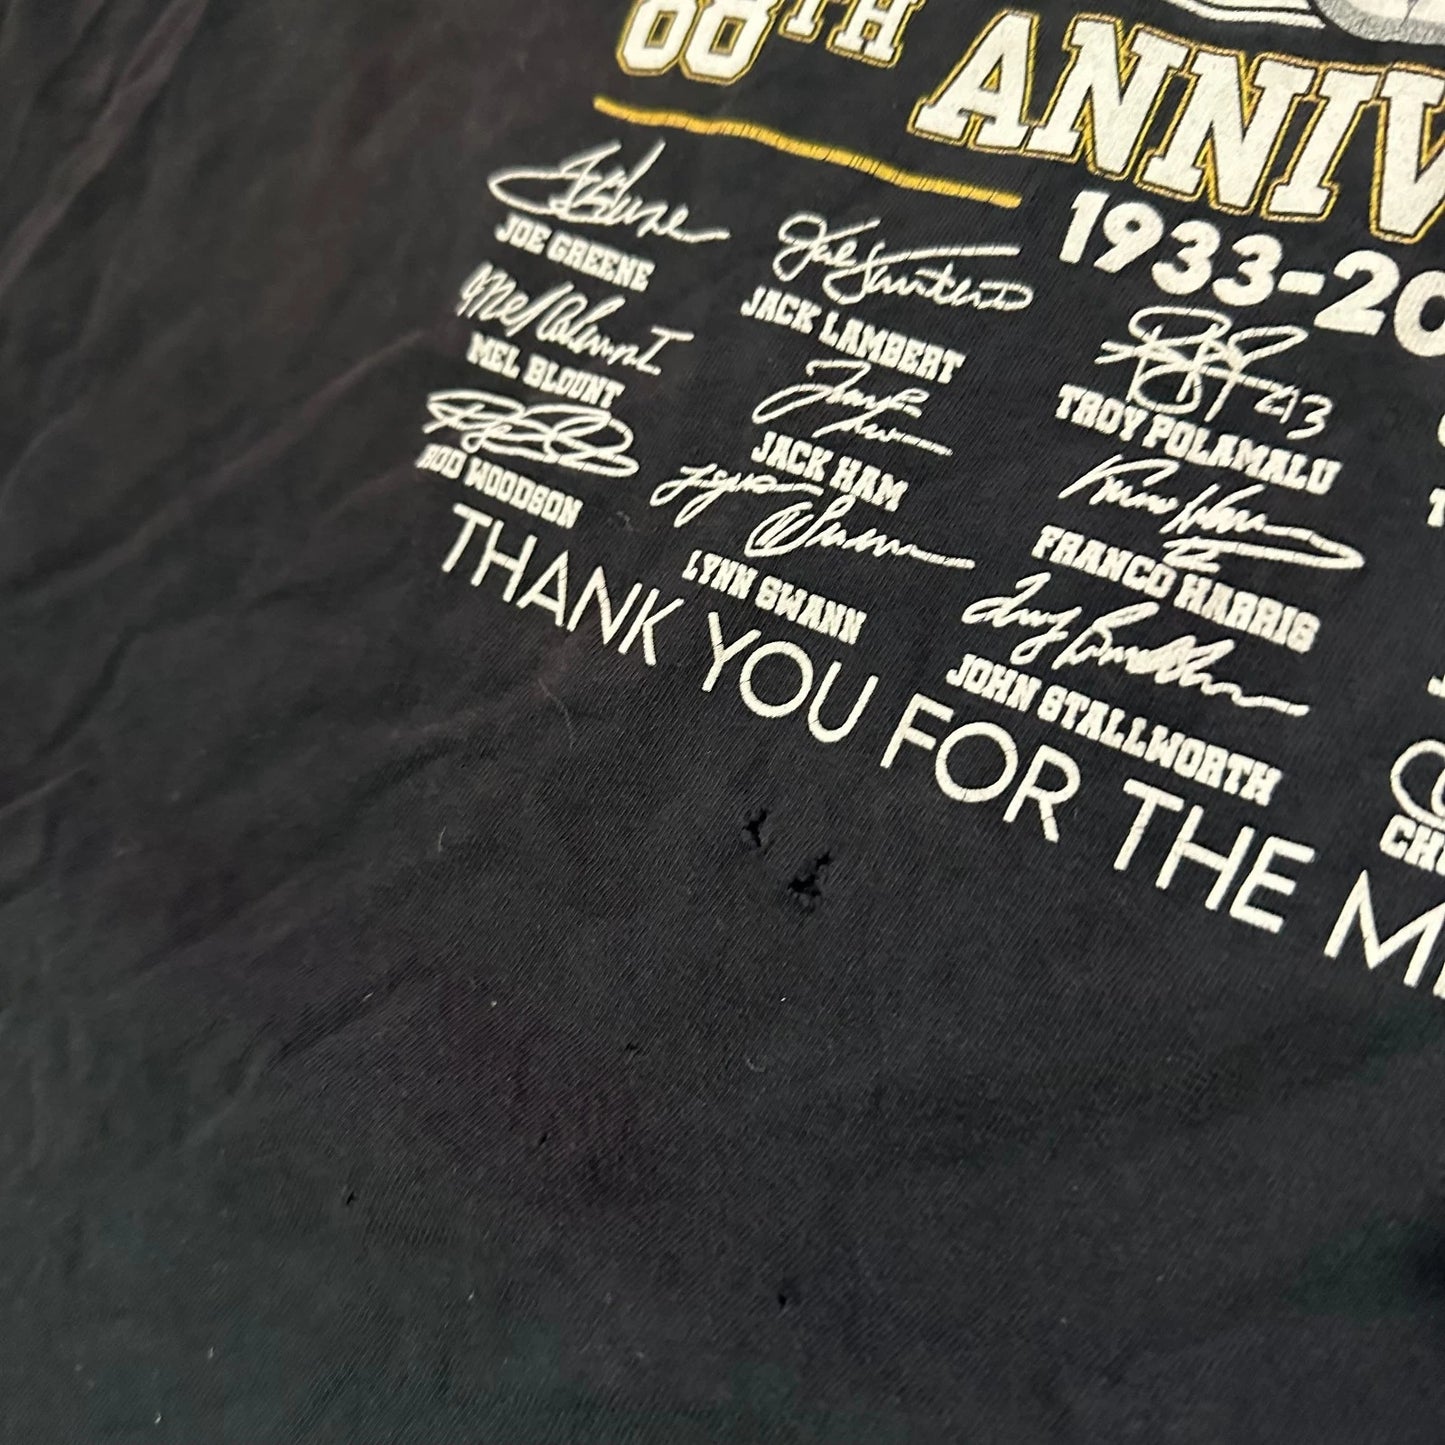 88TH ANNIV
1933-20
JOE GREENE
JACK LAMBERT
MEL BLOUNT
TROY POLAMALU
JACK HAM
ROD WOODSON
FRANCO HARRIS
LYNN SWANN
JOHN STALLWORTH
CH
THANK YOU FOR THE M